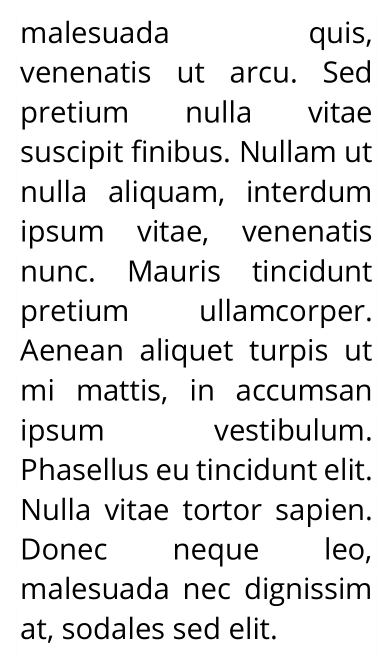 malesuada quis,
venenatis ut arcu. Sed
pretium nulla vitae
suscipit finibus. Nullam ut
nulla aliquam, interdum
ipsum vitae, venenatis
nunc. Mauris tincidunt
pretium ullamcorper.
Aenean aliquet turpis ut
mi mattis, in accumsan
ipsum vestibulum.
Phasellus eu tincidunt elit.
Nulla vitae tortor sapien.
Donec neque leo,
malesuada nec dignissim
at, sodales sed elit.